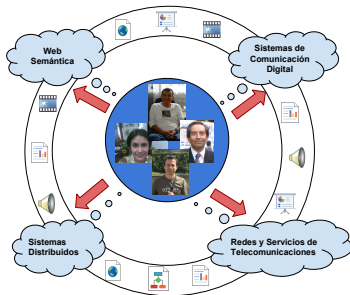 Web
Semántica
Sistemas de
Comunicación
Digital
Sistemas
Distribuidos
Redes y Servicios de
Telecomunicaciones